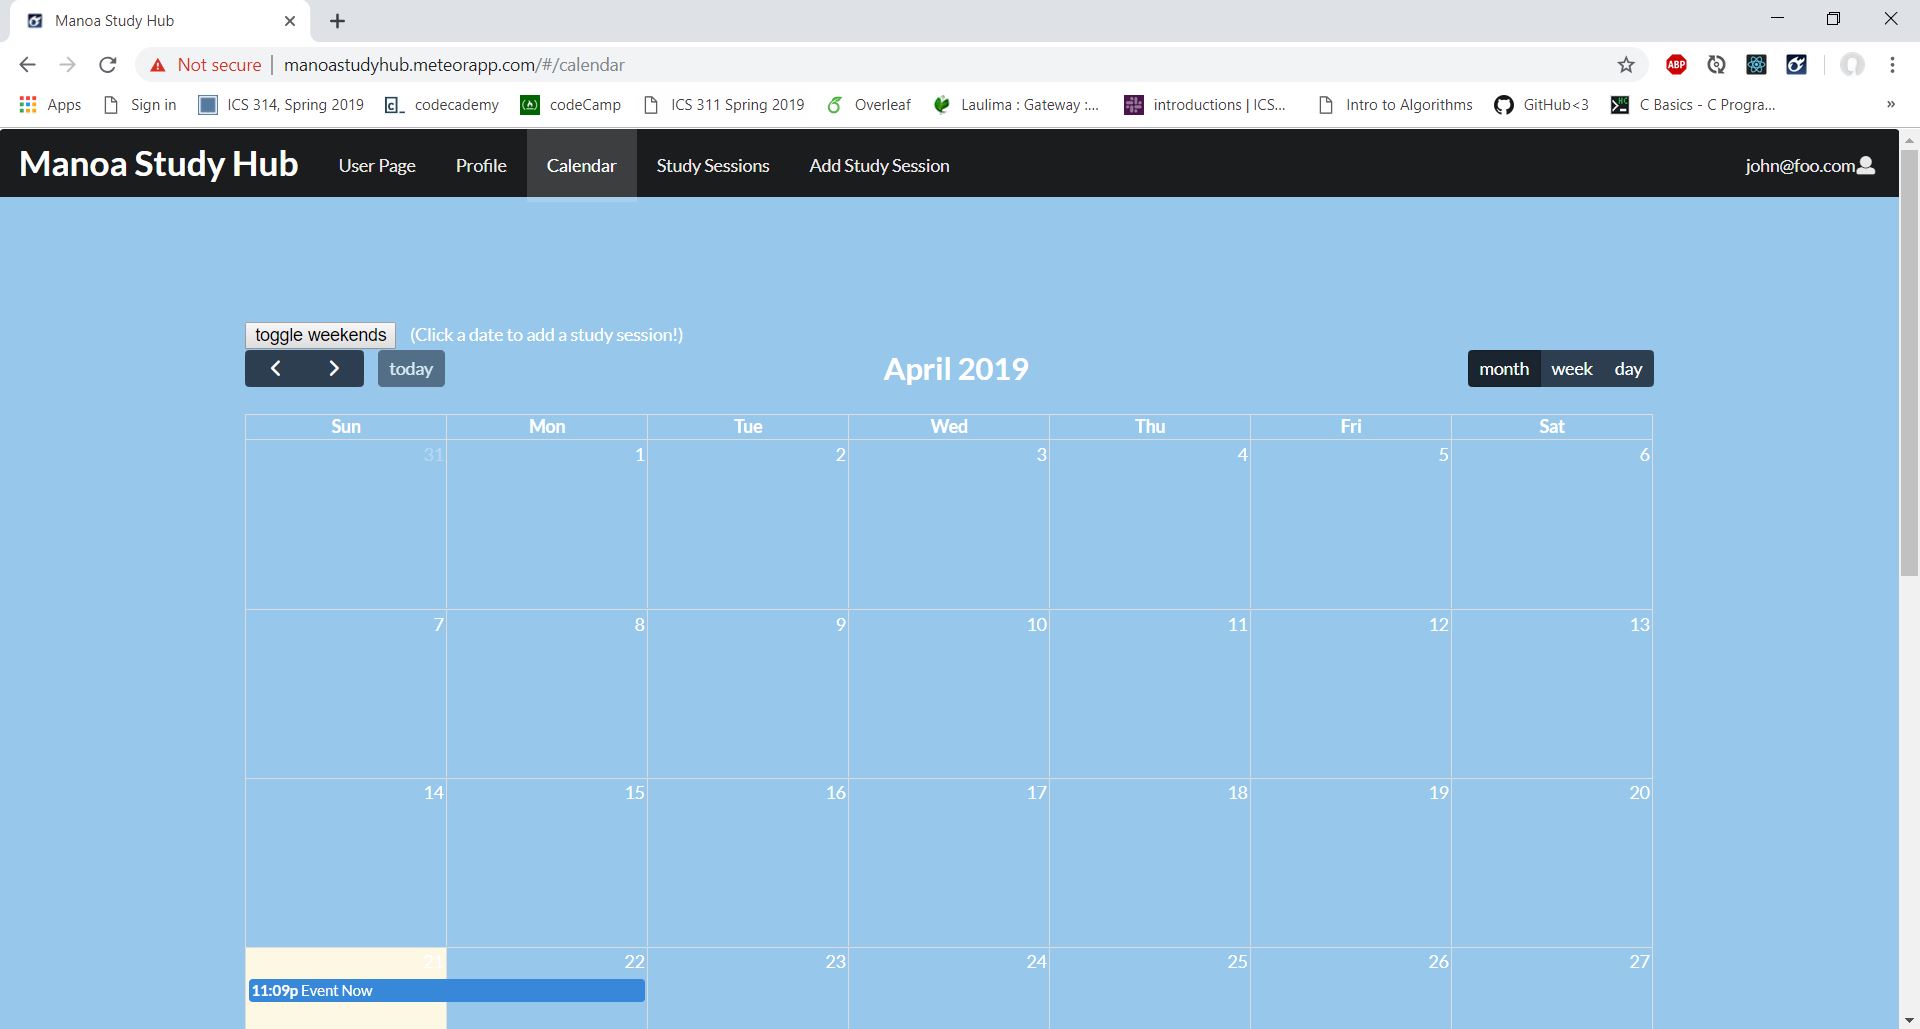 Manoa Study Hub
Not secure | manoastudyhub.meteorapp.com/#/calendar
ABP
Apps Sign in ICS 314, Spring 2019 codecademy codeCamp ICS 311 Spring 2019 Overleaf Laulima : Gateway :... introductions | ICS... Intro to Algorithms GitHub<3 C Basics - C Progra... »
Manoa Study Hub User Page Profile Calendar Study Sessions Add Study Session john@foo.com
toggle weekends (Click a date to add a study session!)
today April 2019 month week day
Sun Mon Tue Wed Thu Fri Sat
31 1 2 3 4 5 6
7 8 9 10 11 12 13
14 15 16 17 18 19 20
21 22 23 24 25 26 27
11:09p Event Now